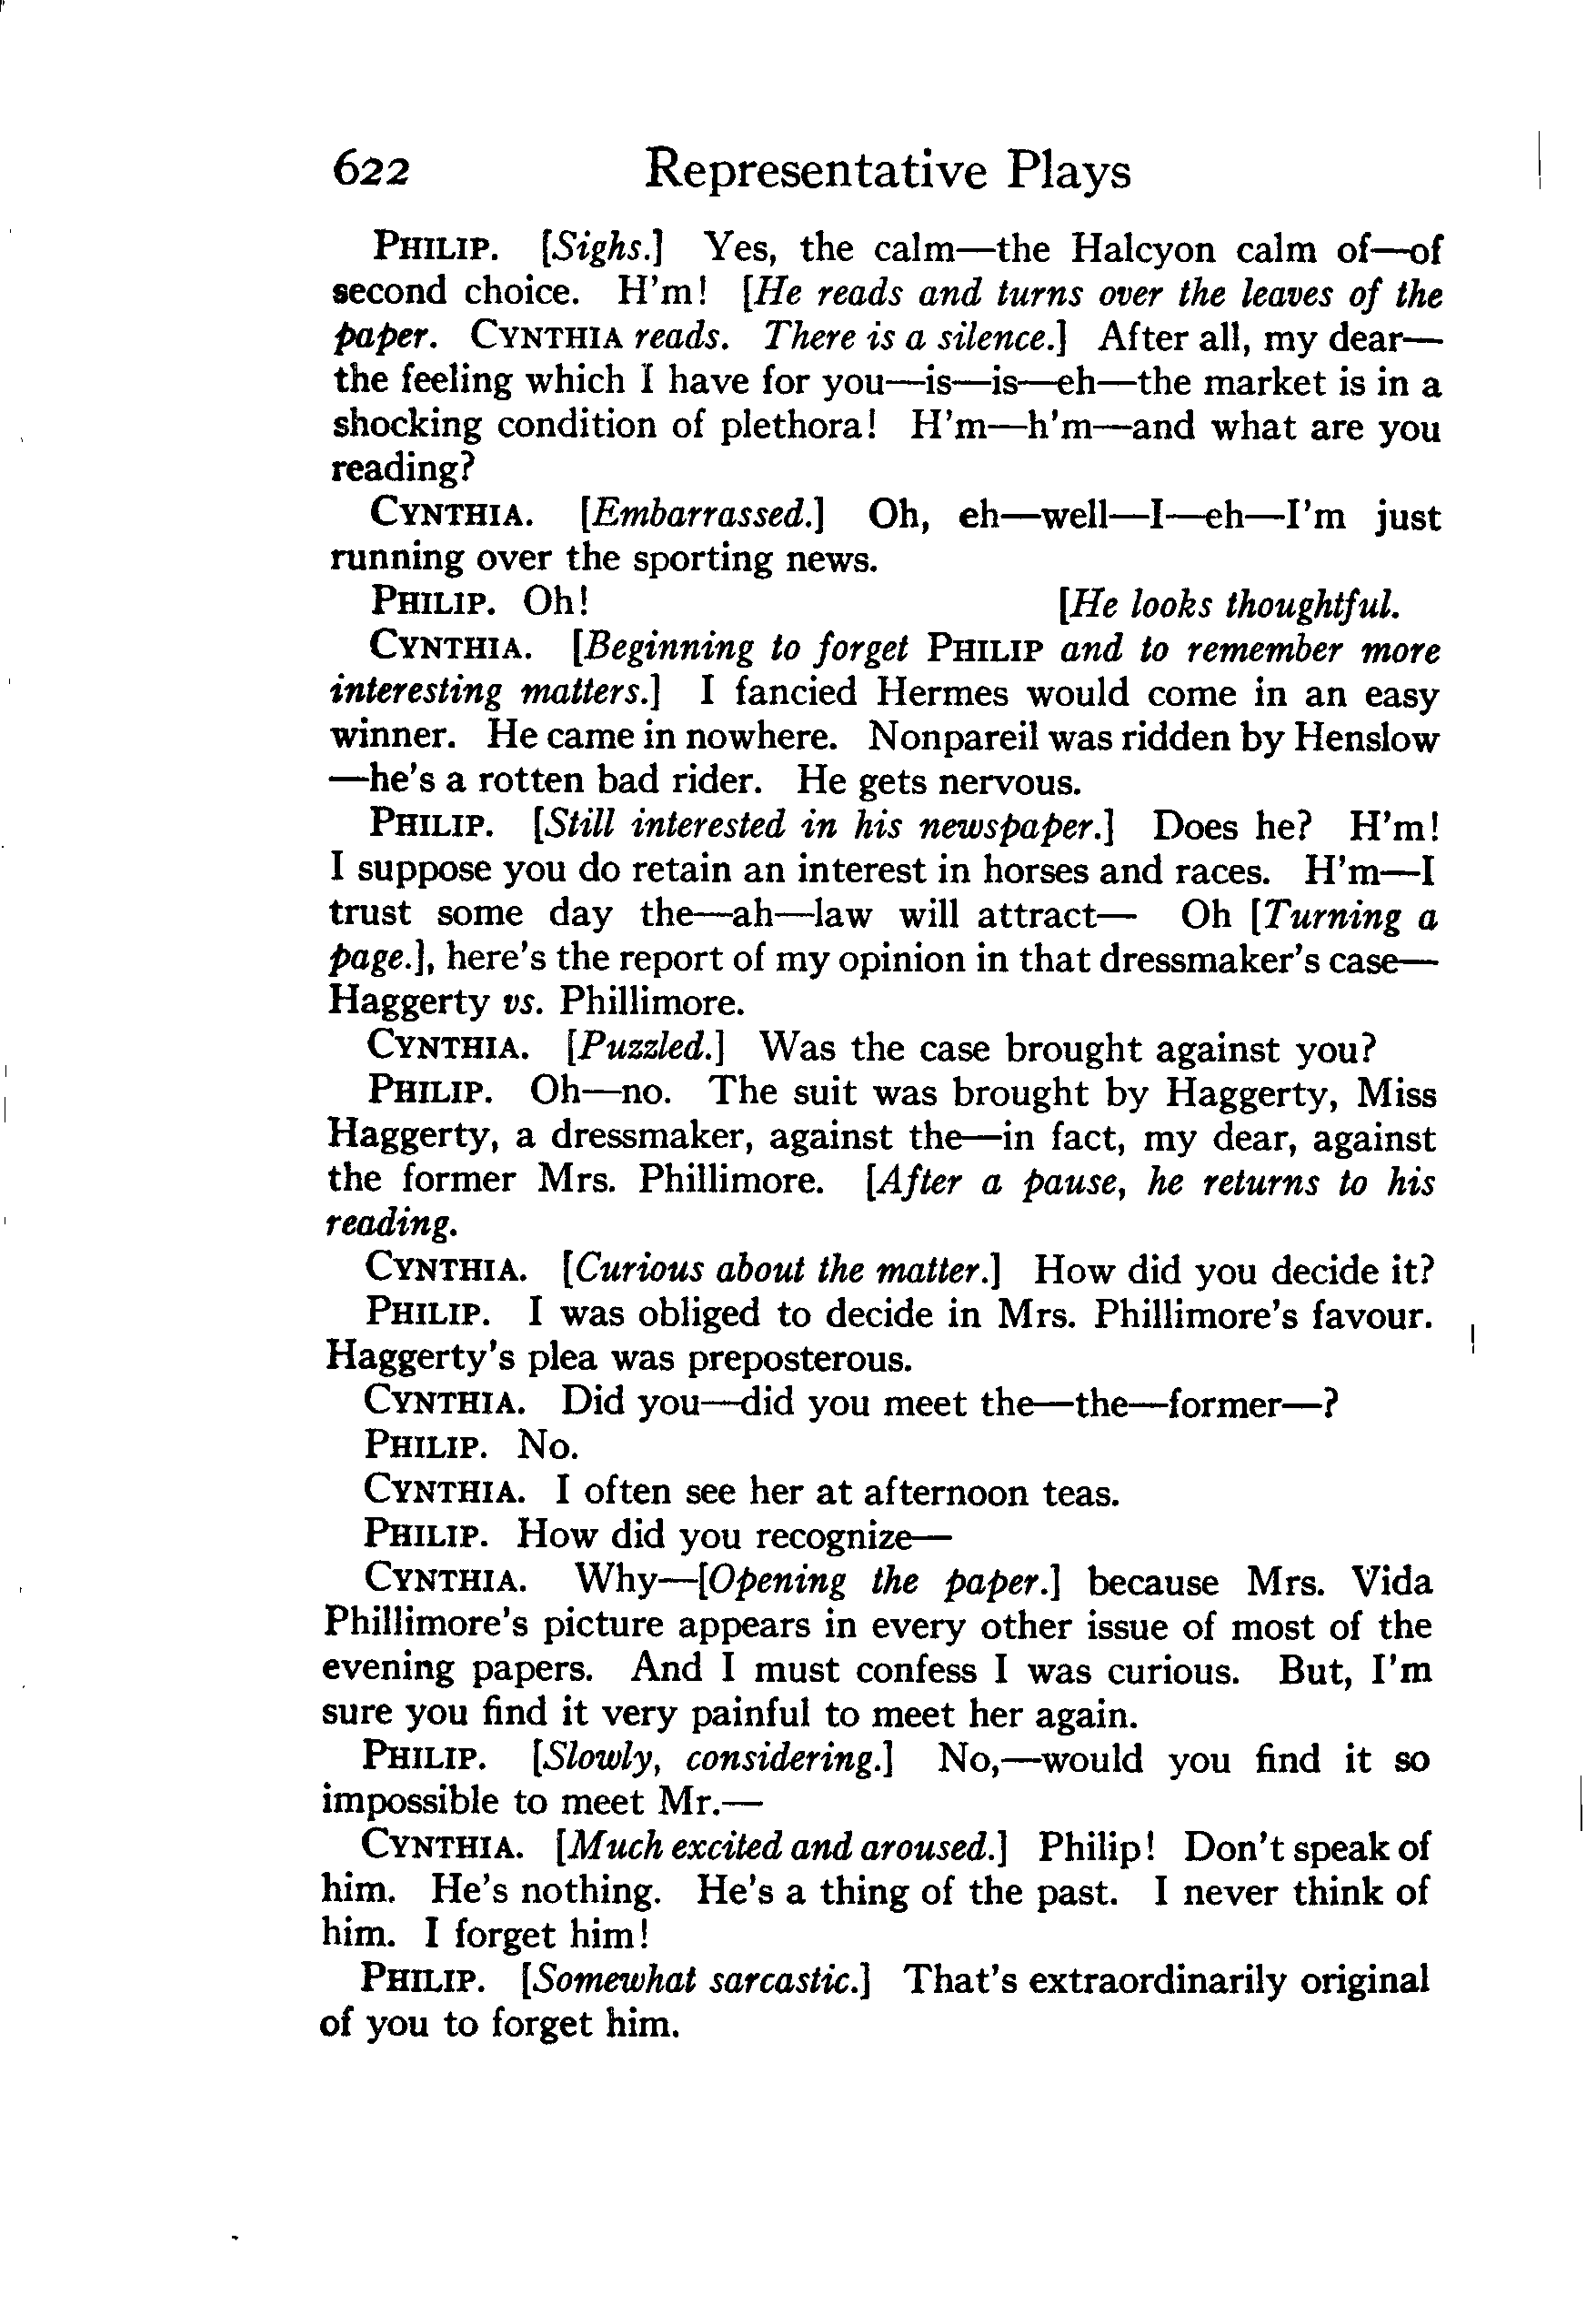 622 Representative Plays
PHILIP. [Sighs.] Yes, the calm—the Halcyon calm of—of
second choice. H'm! [He reads and turns over the leaves of the
paper. CYNTHIA reads. There is a silence.] After all, my dear—
the feeling which I have for you—is—is—eh—the market is in a
shocking condition of plethora! H'm—h'm—and what are you
reading?
CYNTHIA. [Embarrassed.] Oh, eh—well—I—eh—I'm just
running over the sporting news.
PHILIP. Oh! [He looks thoughtful.
CYNTHIA. [Beginning to forget PHILIP and to remember more
interesting matters.] I fancied Hermes would come in an easy
winner. He came in nowhere. Nonpareil was ridden by Henslow
—he's a rotten bad rider. He gets nervous.
PHILIP. [Still interested in his newspaper.] Does he? H'm!
I suppose you do retain an interest in horses and races. H'm—I
trust some day the—ah—law will attract— Oh [Turning a
page.], here's the report of my opinion in that dressmaker's case—
Haggerty vs. Phillimore.
CYNTHIA. [Puzzled.] Was the case brought against you?
PHILIP. Oh—no. The suit was brought by Haggerty, Miss
Haggerty, a dressmaker, against the—in fact, my dear, against
the former Mrs. Phillimore. [After a pause, he returns to his
reading.
CYNTHIA. [Curious about the matter.] How did you decide it?
PHILIP. I was obliged to decide in Mrs. Phillimore's favour.
Haggerty's plea was preposterous.
CYNTHIA. Did you—did you meet the—the—former—?
PHILIP. No.
CYNTHIA. I often see her at afternoon teas.
PHILIP. How did you recognize—
CYNTHIA. Why—[Opening the paper.] because Mrs. Vida
Phillimore's picture appears in every other issue of most of the
evening papers. And I must confess I was curious. But, I'm
sure you find it very painful to meet her again.
PHILIP. [Slowly, considering.] No,—would you find it so
impossible to meet Mr.—
CYNTHIA. [Much excited and aroused.] Philip! Don't speak of
him. He's nothing. He's a thing of the past. I never think of
him. I forget him!
PHILIP. [Somewhat sarcastic.] That's extraordinarily original
of you to forget him.